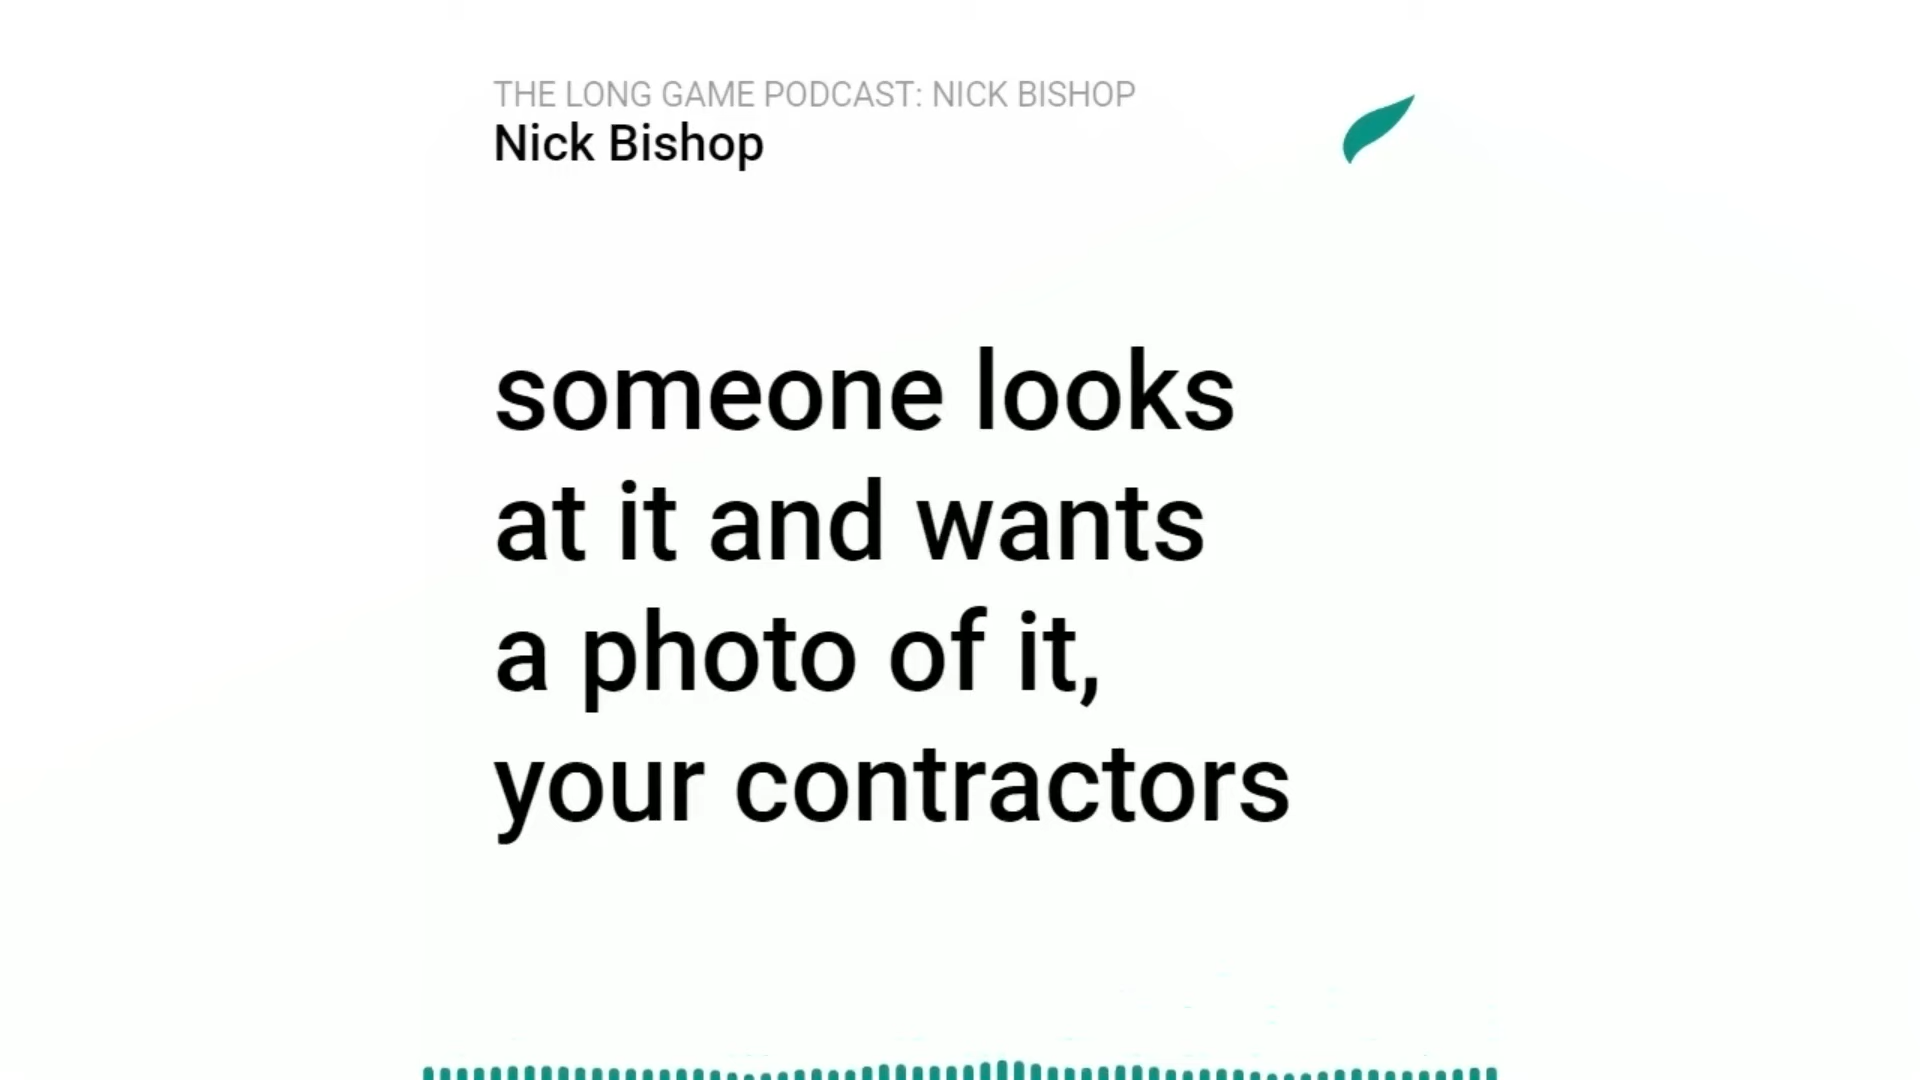 THE LONG GAME PODCAST: NICK BISHOP
Nick Bishop
someone looks
at it and wants
a photo of it,
your contractors